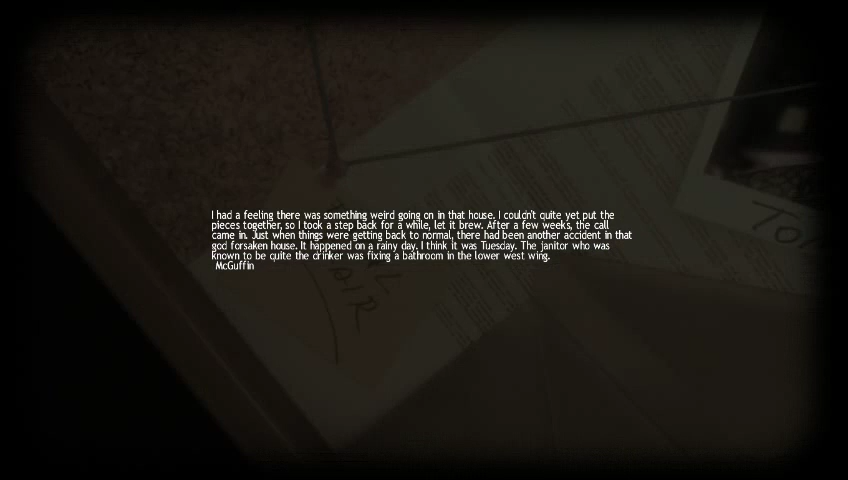 I had a feeling there was something weird going on in that house. I couldn't quite yet put the
pieces together, so I took a step back for a while, let it brew. After a few weeks, the call
came in. Just when things were getting back to normal, there had been another accident in that
god forsaken house. It happened on a rainy day. I think it was Tuesday. The janitor who was
known to be quite the drinker was fixing a bathroom in the lower west wing.
McGuffin